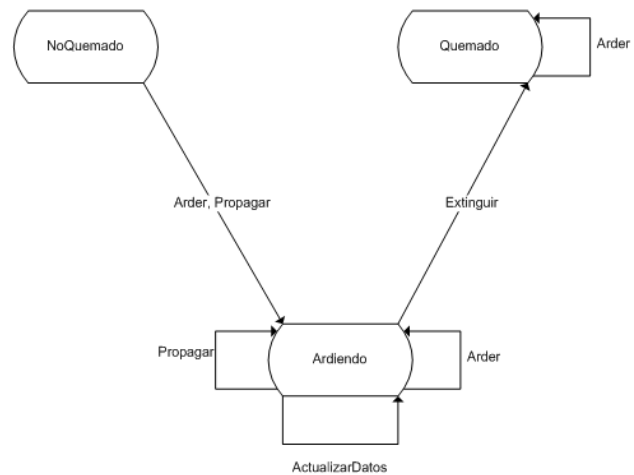 NoQuemado
Quemado
Arder
Arder, Propagar
Extinguir
Propagar
Ardiendo
Arder
ActualizarDatos